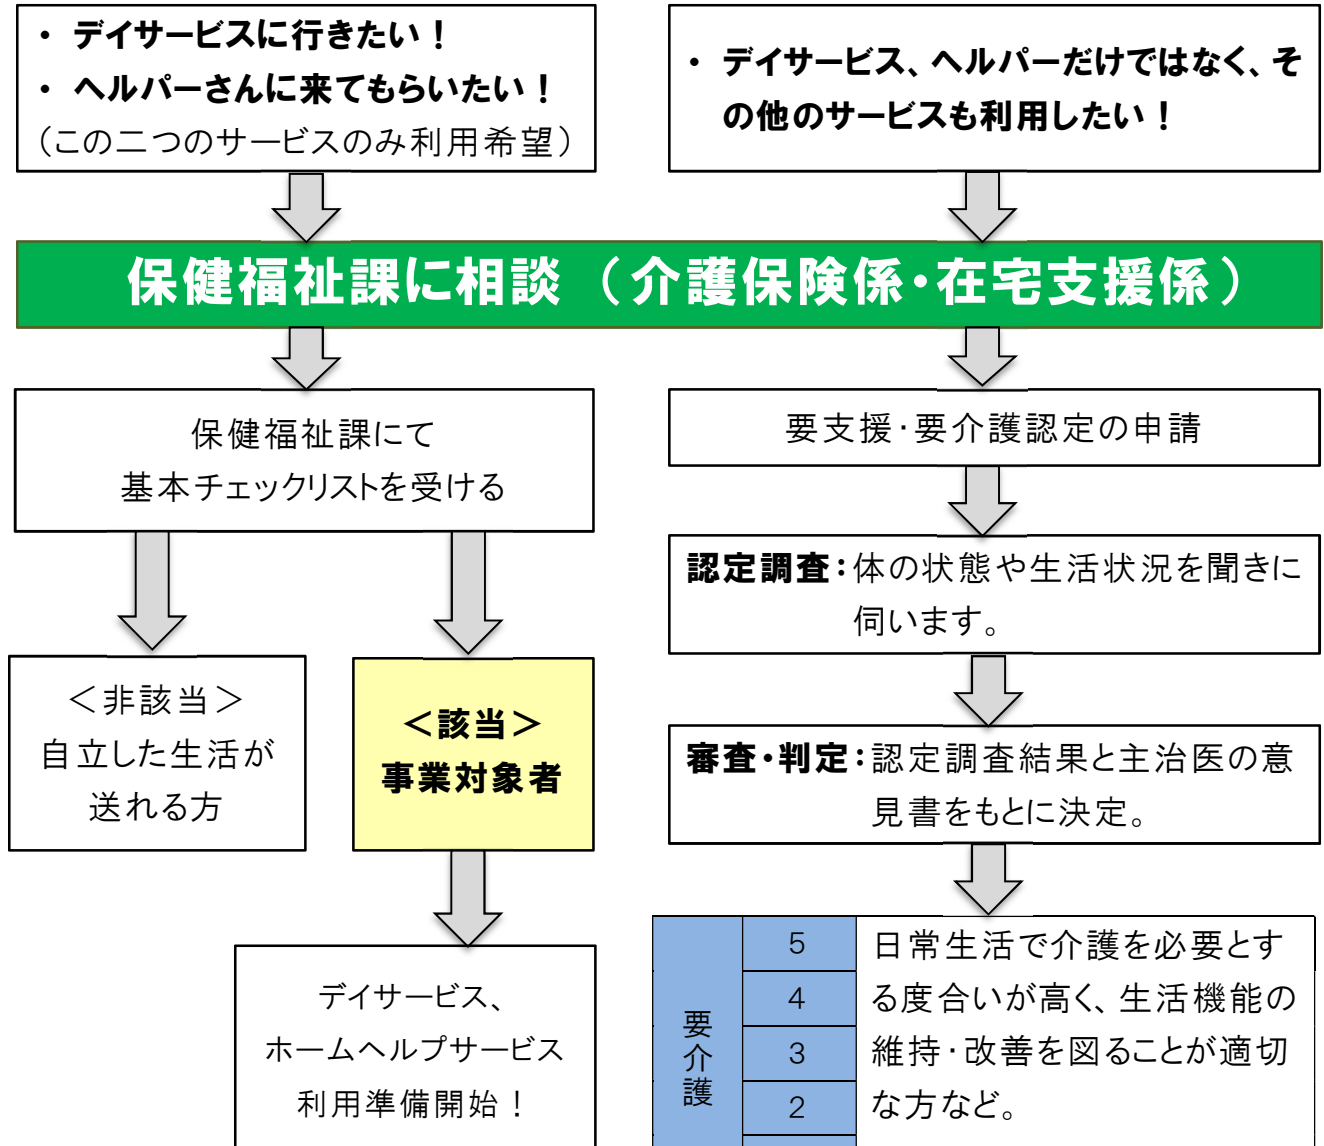 ・ デイサービスに行きたい！
・ ヘルパーさんに来てもらいたい！
（この二つのサービスのみ利用希望）
・ デイサービス、ヘルパーだけではなく、そ
の他のサービスも利用したい！
保健福祉課に相談（介護保険係・在宅支援係）
保健福祉課にて
基本チェックリストを受ける
＜非該当＞
自立した生活が
送れる方
＜該当＞
事業対象者
デイサービス、
ホームヘルプサービス
利用準備開始！
要支援・要介護認定の申請
認定調査：体の状態や生活状況を聞きに
伺います。
審査・判定：認定調査結果と主治医の意
見書をもとに決定。
要介護
5
4
3
2
日常生活で介護を必要とす
る度合いが高く、生活機能の
維持・改善を図ることが適切
な方など。